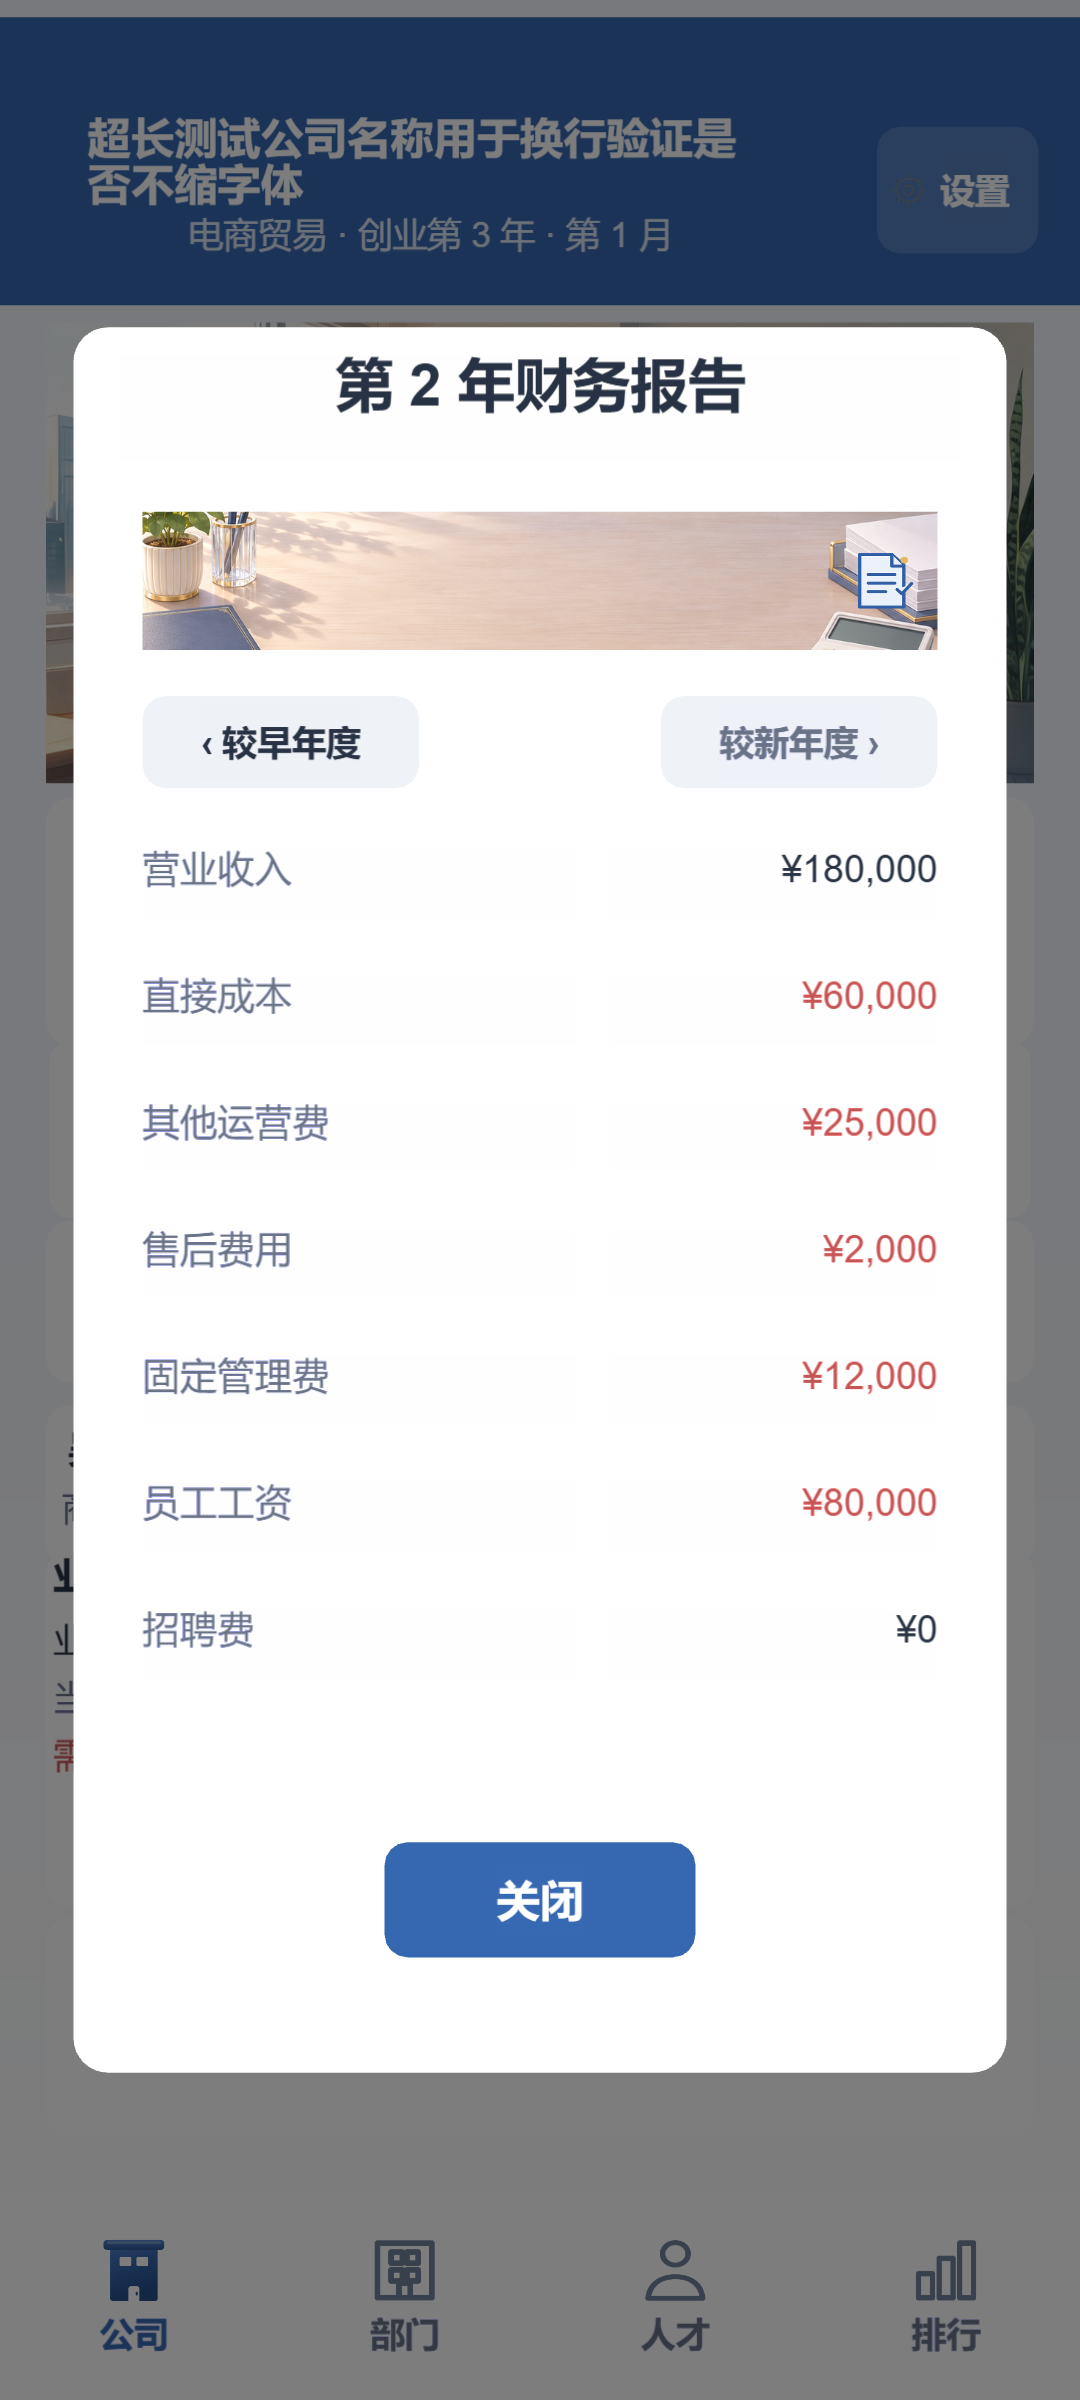 超长测试公司名称用于换行验证是
否不缩字体
电商贸易 · 创业第 3 年 · 第 1 月
设置
第 2 年财务报告
‹ 较早年度
较新年度 ›
营业收入 ¥180,000
直接成本 ¥60,000
其他运营费 ¥25,000
售后费用 ¥2,000
固定管理费 ¥12,000
员工工资 ¥80,000
招聘费 ¥0
业
业
当
需
关闭
公司
部门
人才
排行